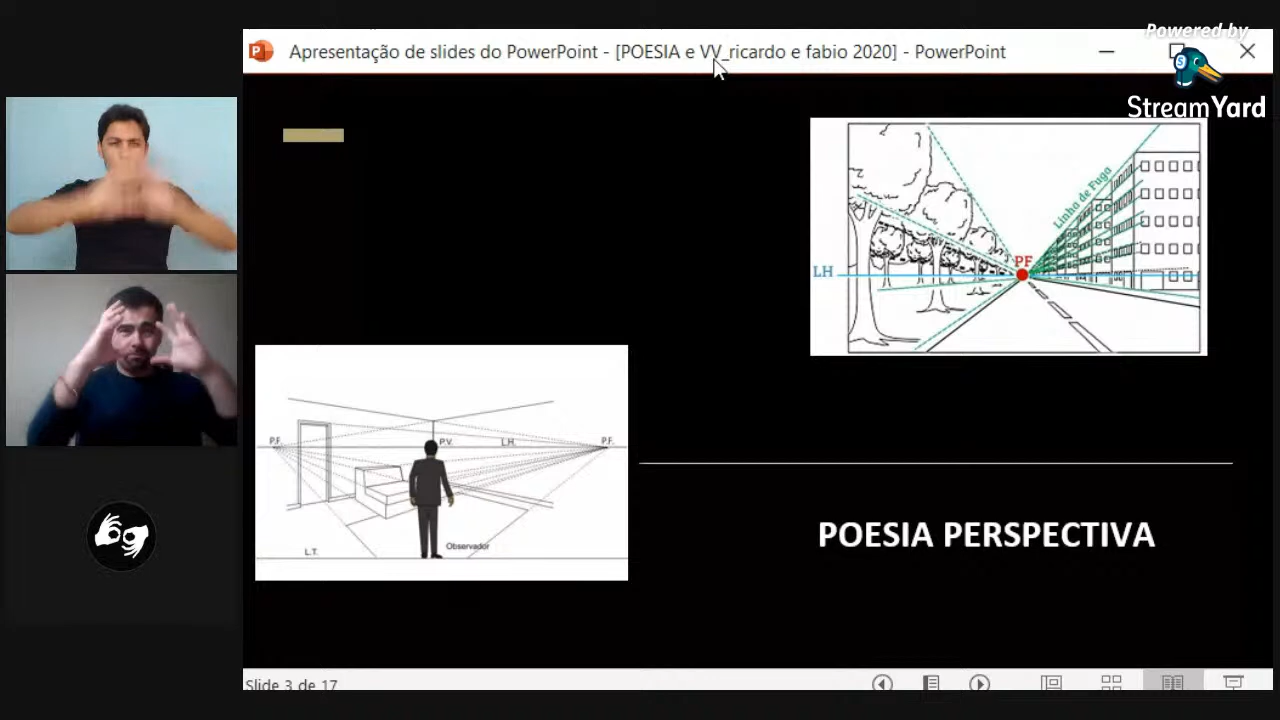 Powered by
StreamYard
Apresentação de slides do PowerPoint - [POESIA e VV_ricardo e fabio 2020] - PowerPoint
LH
PF
Linha de Fuga
P.F.
P.V.
L.H.
P.F.
L.T.
Observador
POESIA PERSPECTIVA
Slide 3 de 17